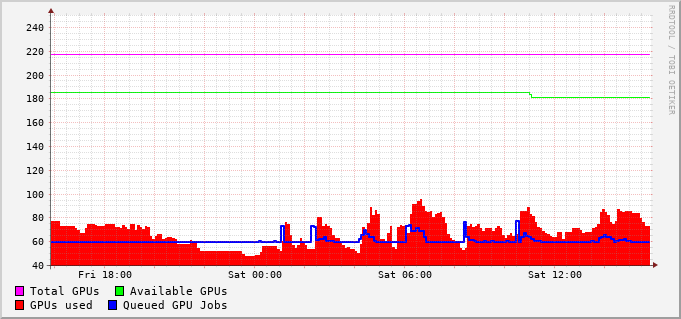 240
220
200
180
160
140
120
100
80
60
40
Fri 18:00 Sat 00:00 Sat 06:00 Sat 12:00
Total GPUs Available GPUs
GPUs used Queued GPU Jobs
RRDTOOL / TOBI OETIKER